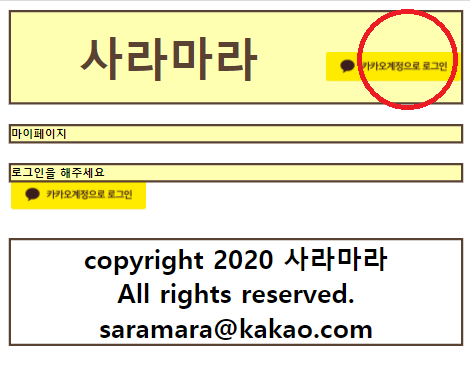 사라마라
카카오계정으로 로그인
마이페이지
로그인을 해주세요
카카오계정으로 로그인
copyright 2020 사라마라
All rights reserved.
saramara@kakao.com